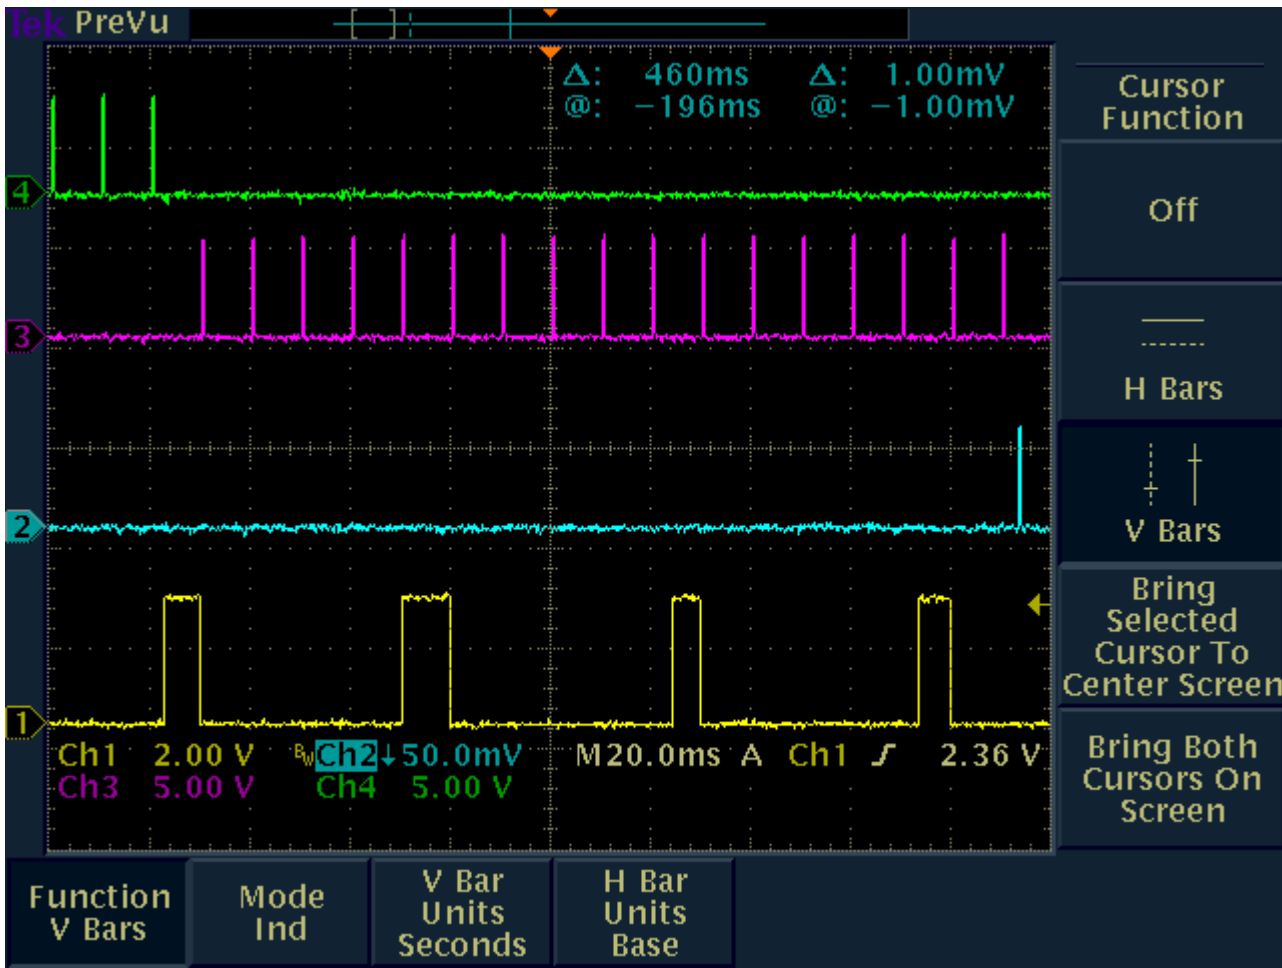 Tek PreVu
Δ: 460ms Δ: 1.00mV
@: −196ms @: −1.00mV
4
3
2
1
Ch1 2.00 V BW Ch2 ↓ 50.0mV M20.0ms A Ch1 ƒ 2.36 V
Ch3 5.00 V Ch4 5.00 V
Cursor
Function
Off
H Bars
V Bars
Bring
Selected
Cursor To
Center Screen
Bring Both
Cursors On
Screen
Function
V Bars
Mode
Ind
V Bar
Units
Seconds
H Bar
Units
Base